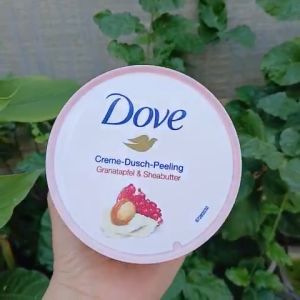 Dove
Creme-Dusch-Peeling
Granatapfel & Sheabutter